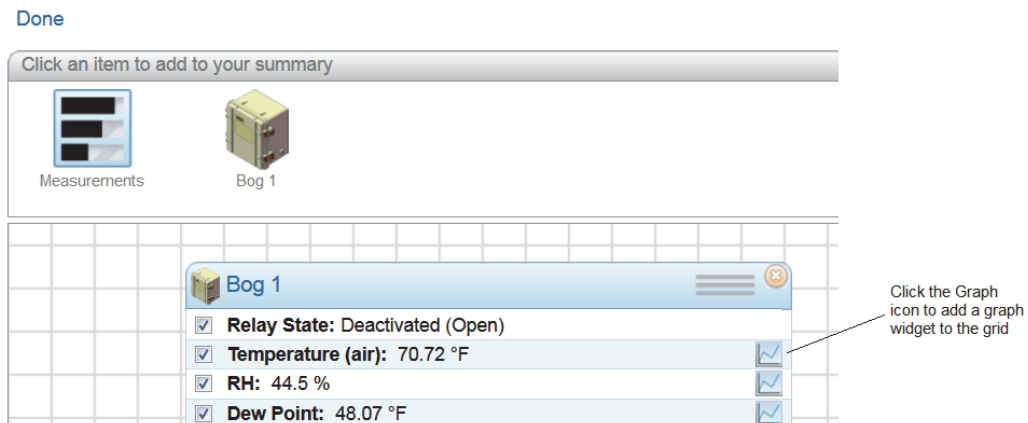 Done
Click an item to add to your summary
Measurements
Bog 1
Bog 1
Relay State: Deactivated (Open)
Temperature (air): 70.72 °F
RH: 44.5 %
Dew Point: 48.07 °F
Click the Graph
icon to add a graph
widget to the grid